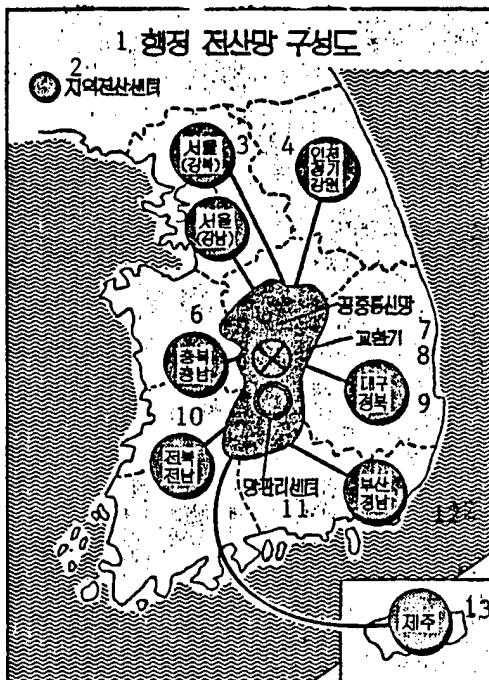 1 행정 전산망 구성도
2
지역전산센터
서울
(강북)
3
4
인천
경기
강원
서울
(강남)
공중통신망
6
7
교환기
충북
충남
8
대구
경북
9
10
전북
전남
망관리센터
11
부산
경남
12
제주
13